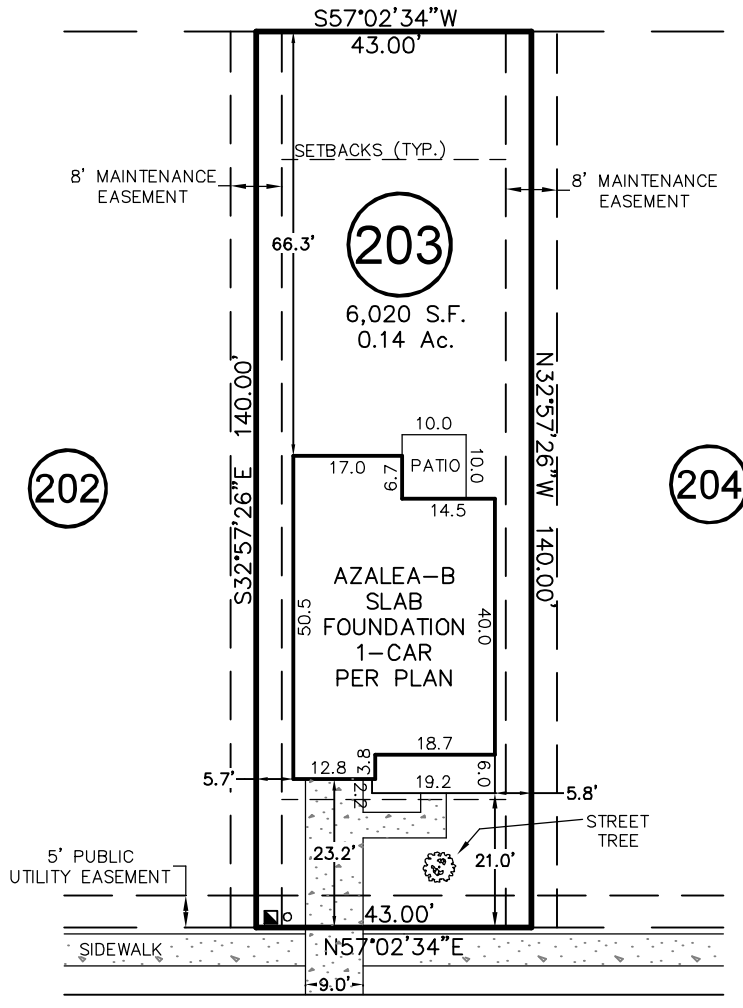 S57°02'34"W
43.00'
SETBACKS (TYP.)
8' MAINTENANCE
EASEMENT
8' MAINTENANCE
EASEMENT
66.3'
203
6,020 S.F.
0.14 Ac.
S32°57'26"E 140.00'
N32°57'26"W 140.00'
202
204
10.0
10.0
PATIO
17.0
6.7
14.5
AZALEA-B
SLAB
FOUNDATION
1-CAR
PER PLAN
50.5
40.0
12.8
3.8
18.7
6.0
19.2
2.2
5.7'
5.8'
STREET
TREE
23.2'
21.0'
5' PUBLIC
UTILITY EASEMENT
43.00'
N57°02'34"E
SIDEWALK
9.0'